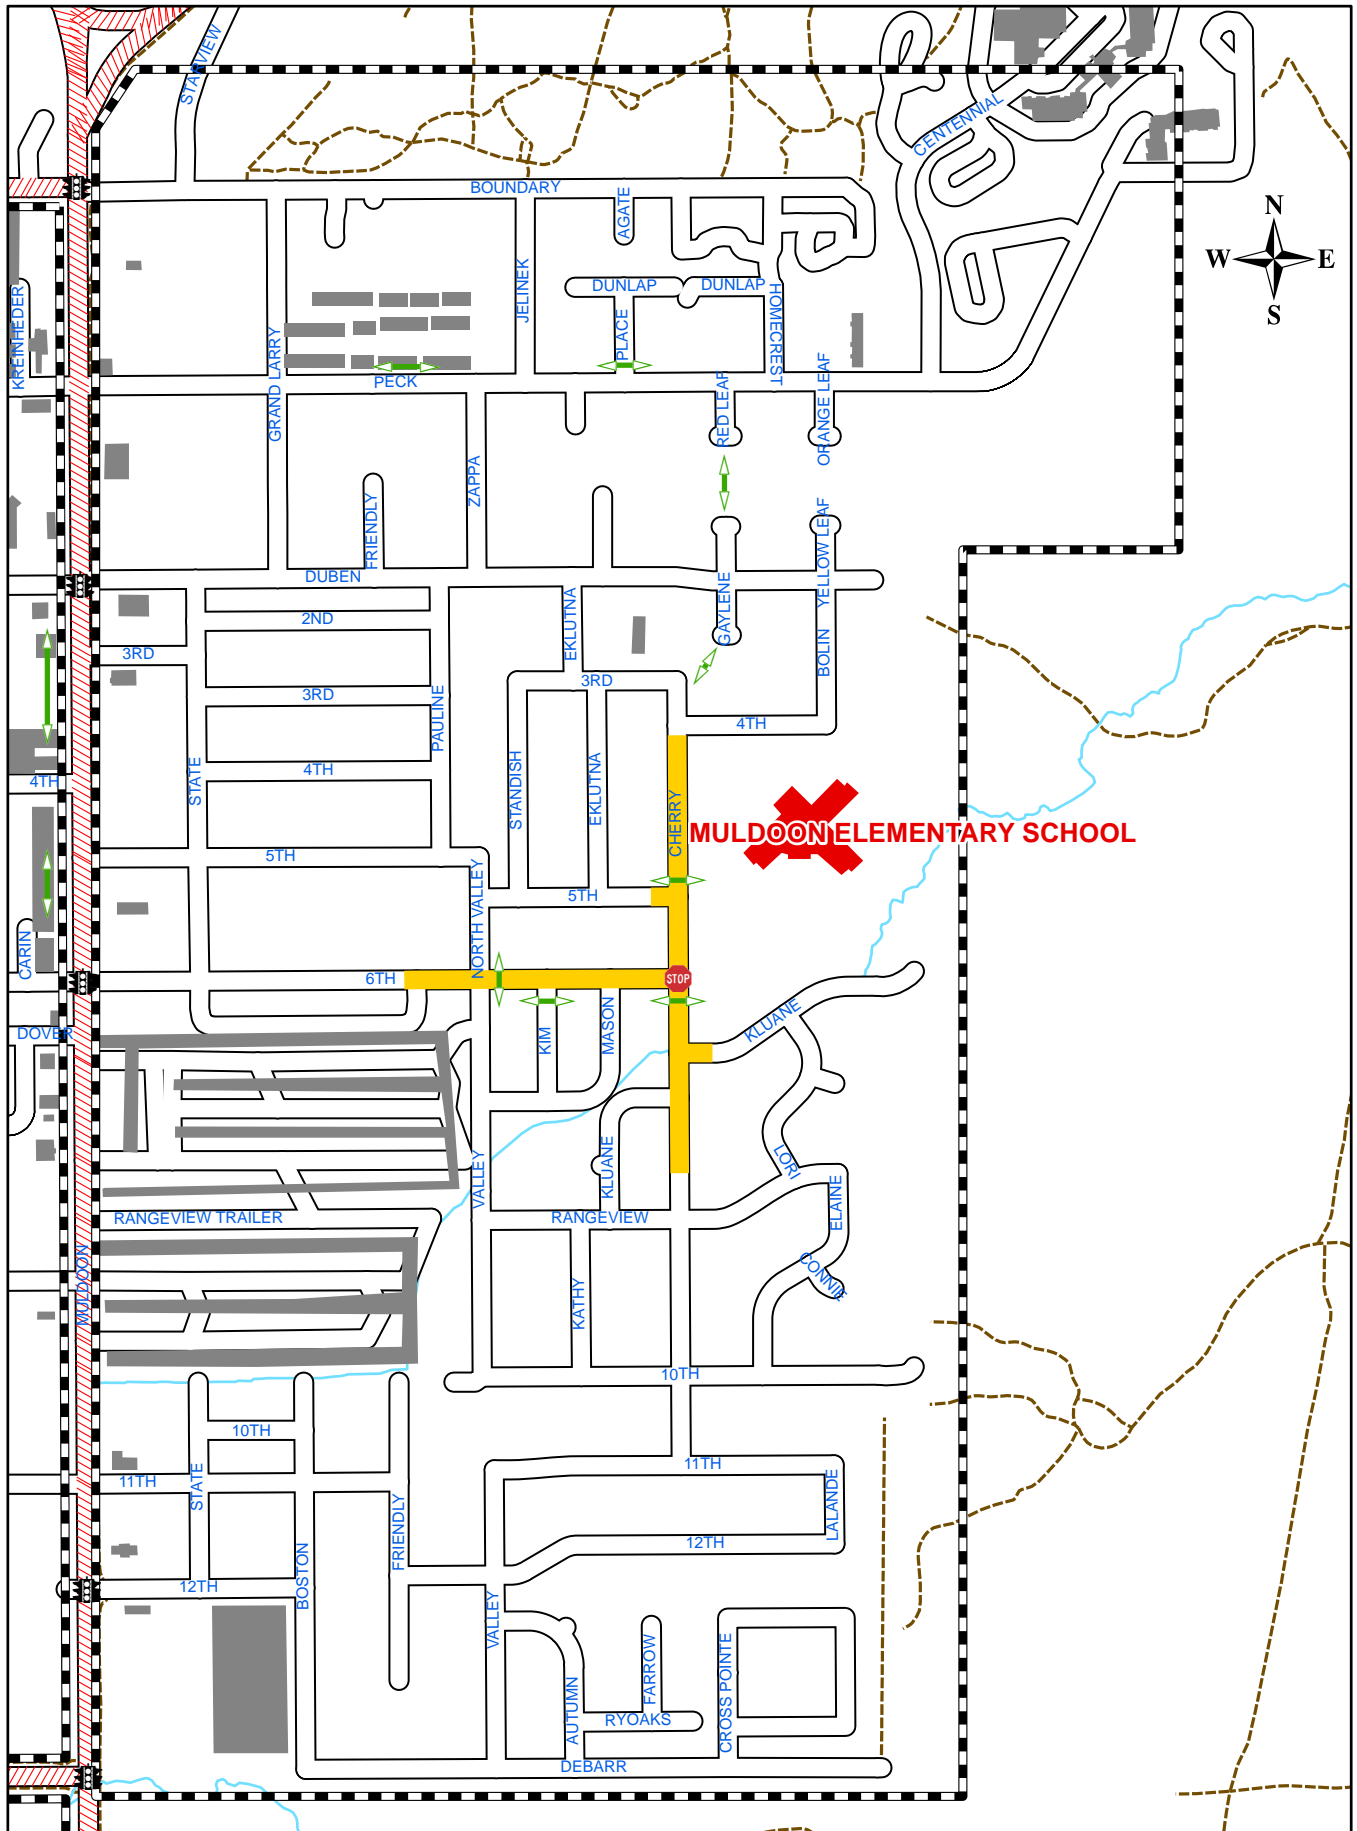 STARVIEW
CENTENNIAL
BOUNDARY
AGATE
N
W
E
S
KREINHEDER
JELINEK
DUNLAP
DUNLAP
HOMECREST
PLACE
GRAND LARRY
PECK
RED LEAF
ORANGE LEAF
ZAPPA
FRIENDLY
YELLOW LEAF
DUBEN
GAYLENE
EKLUTNA
2ND
BOLIN
3RD
3RD
3RD
PAULINE
4TH
STANDISH
EKLUTNA
4TH
STATE
4TH
CHERRY
MULDOON ELEMENTARY SCHOOL
5TH
NORTH VALLEY
5TH
CARIN
6TH
STOP
DOVER
KIM
MASON
KLUANE
KLUANE
LORI
VALLEY
ELAINE
RANGEVIEW TRAILER
RANGEVIEW
MULDOON
CONNIE
KATHY
10TH
10TH
11TH
STATE
11TH
LALANDE
FRIENDLY
12TH
BOSTON
12TH
VALLEY
FARROW
CROSS POINTE
AUTUMN
RYOAKS
DEBARR